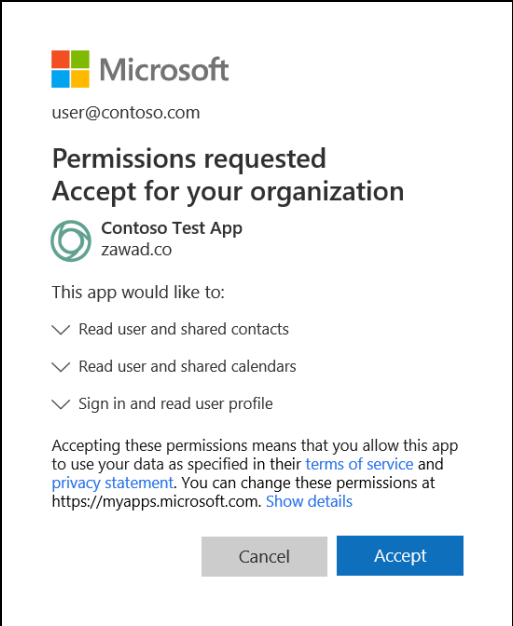 Microsoft
user@contoso.com
Permissions requested
Accept for your organization
Contoso Test App
zawad.co
This app would like to:
Read user and shared contacts
Read user and shared calendars
Sign in and read user profile
Accepting these permissions means that you allow this app
to use your data as specified in their terms of service and
privacy statement. You can change these permissions at
https://myapps.microsoft.com. Show details
Cancel
Accept